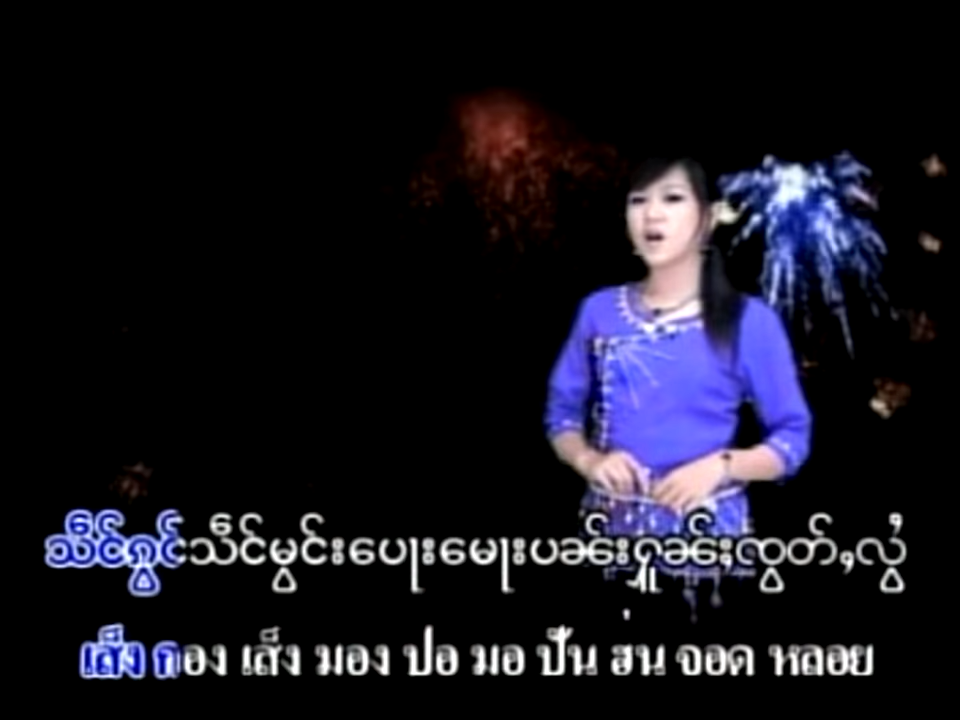 သဵင်ၵွင်သဵင်မွင်းပေႃးမေႃးပၼ်းႁူၼ်ႈၸွတ်ႇလွႆ
เส็ง กอง เส็ง มอง ปอ มอ ปั่น ฮุ่น จอด หลอย